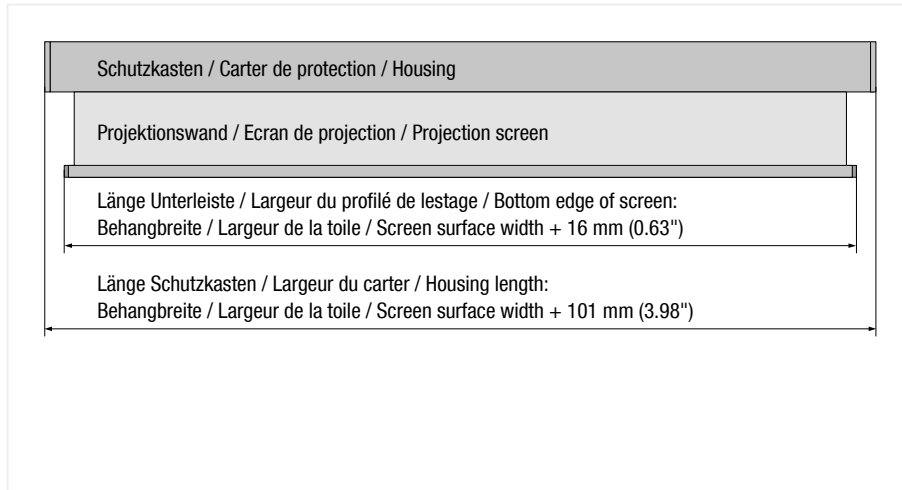 Schutzkasten / Carter de protection / Housing
Projektionswand / Ecran de projection / Projection screen
Länge Unterleiste / Largeur du profilé de lestage / Bottom edge of screen:
Behangbreite / Largeur de la toile / Screen surface width + 16 mm (0.63")
Länge Schutzkasten / Largeur du carter / Housing length:
Behangbreite / Largeur de la toile / Screen surface width + 101 mm (3.98")